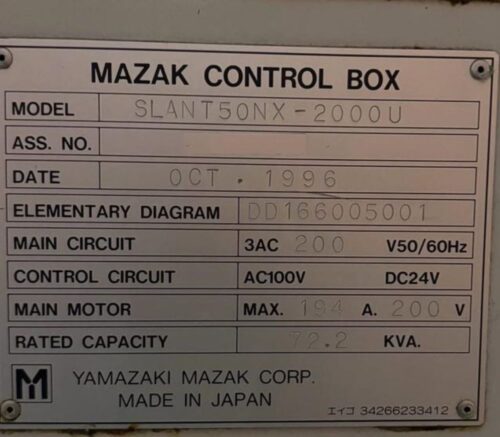 MAZAK CONTROL BOX
MODEL SLANT50NX-2000U
ASS. NO.
DATE OCT. 1996
ELEMENTARY DIAGRAM DD166005001
MAIN CIRCUIT 3AC 200 V50/60Hz
CONTROL CIRCUIT AC100V DC24V
MAIN MOTOR MAX. 194 A. 200 V
RATED CAPACITY 72.2 KVA.
M YAMAZAKI MAZAK CORP.
MADE IN JAPAN
エイコ 34266233412